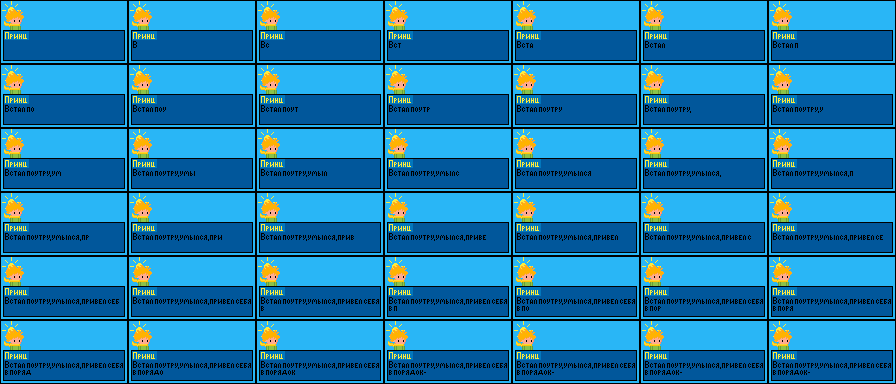 Принц
Принц
В
Принц
Вс
Принц
Вст
Принц
Вста
Принц
Встал
Принц
Встал п
Принц
Встал по
Принц
Встал поу
Принц
Встал поут
Принц
Встал поутр
Принц
Встал поутру
Принц
Встал поутру,
Принц
Встал поутру,у
Принц
Встал поутру,ум
Принц
Встал поутру,умы
Принц
Встал поутру,умыл
Принц
Встал поутру,умылс
Принц
Встал поутру,умылся
Принц
Встал поутру,умылся,
Принц
Встал поутру,умылся,п
Принц
Встал поутру,умылся,пр
Принц
Встал поутру,умылся,при
Принц
Встал поутру,умылся,прив
Принц
Встал поутру,умылся,приве
Принц
Встал поутру,умылся,привел
Принц
Встал поутру,умылся,привел с
Принц
Встал поутру,умылся,привел се
Принц
Встал поутру,умылся,привел себ
Принц
Встал поутру,умылся,привел себя
Принц
Встал поутру,умылся,привел себя
в
Принц
Встал поутру,умылся,привел себя
в п
Принц
Встал поутру,умылся,привел себя
в по
Принц
Встал поутру,умылся,привел себя
в пор
Принц
Встал поутру,умылся,привел себя
в поря
Принц
Встал поутру,умылся,привел себя
в поряд
Принц
Встал поутру,умылся,привел себя
в порядо
Принц
Встал поутру,умылся,привел себя
в порядок
Принц
Встал поутру,умылся,привел себя
в порядок-
Принц
Встал поутру,умылся,привел себя
в порядок-
Принц
Встал поутру,умылся,привел себя
в порядок-
Принц
Встал поутру,умылся,привел себя
в порядок-